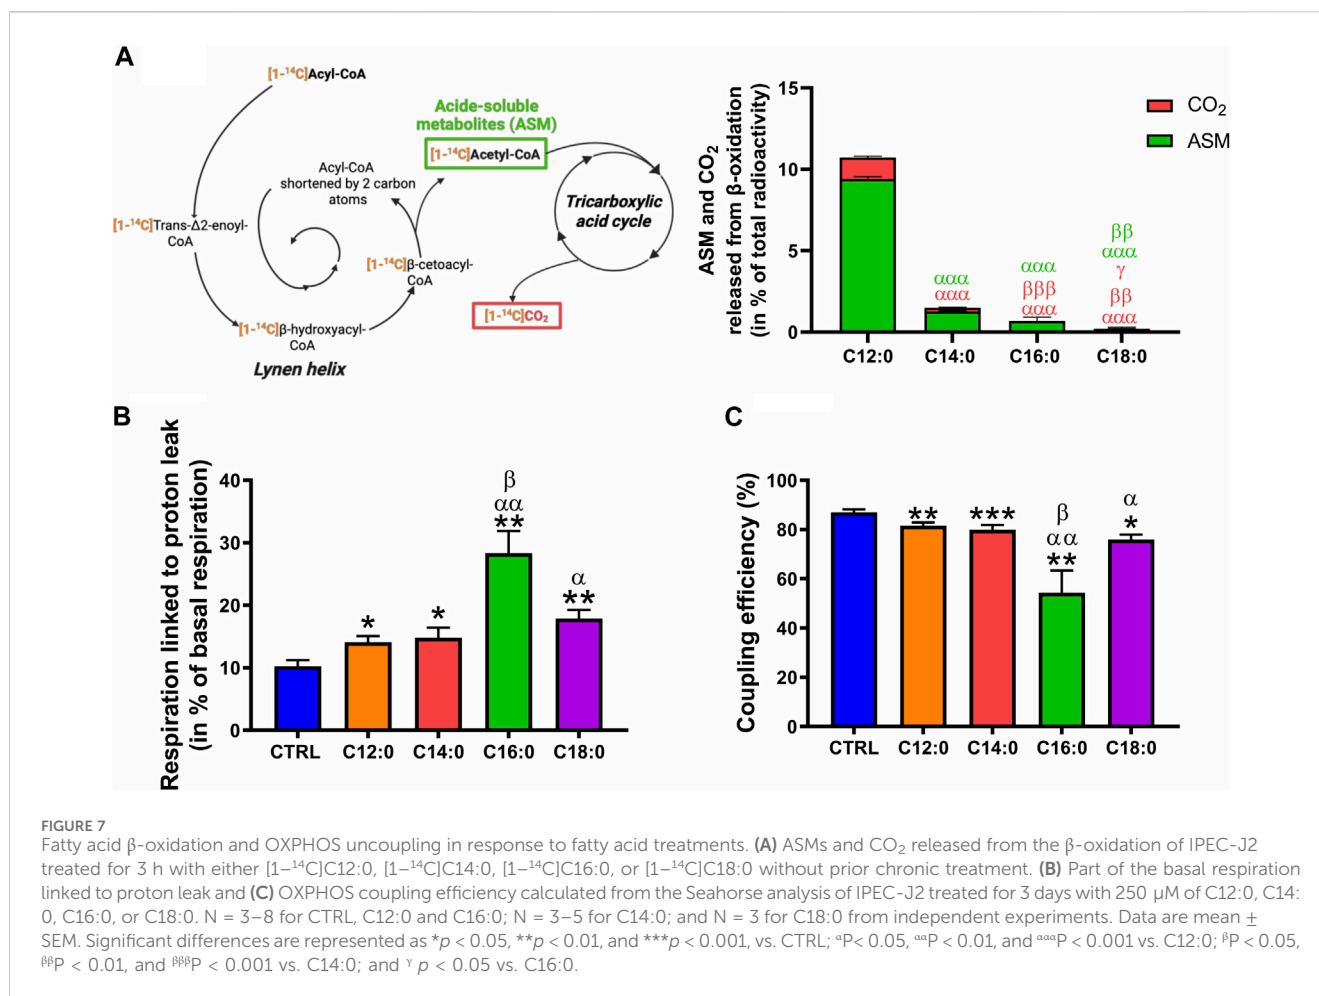 A
[1-¹⁴C]Acyl-CoA
Acide-soluble
metabolites (ASM)
[1-¹⁴C]Acetyl-CoA
Acyl-CoA
shortened by 2 carbon
atoms
[1-¹⁴C]Trans-Δ2-enoyl-
CoA
Tricarboxylic
acid cycle
[1-¹⁴C]β-cetoacyl-
CoA
[1-¹⁴C]CO₂
[1-¹⁴C]β-hydroxyacyl-
CoA
Lynen helix
ASM and CO₂
released from β-oxidation
(in % of total radioactivity)
15
10
5
0
CO₂
ASM
ααα
ααα
ααα
βββ
ααα
ββ
ααα
γ
ββ
ααα
C12:0 C14:0 C16:0 C18:0
B
Respiration linked to proton leak
(in % of basal respiration)
40
30
20
10
0
*
*
β
αα
**
α
**
CTRL C12:0 C14:0 C16:0 C18:0
C
Coupling efficiency (%)
100
80
60
40
20
0
**
***
β
αα
**
α
*
CTRL C12:0 C14:0 C16:0 C18:0
FIGURE 7
Fatty acid β-oxidation and OXPHOS uncoupling in response to fatty acid treatments. (A) ASMs and CO₂ released from the β-oxidation of IPEC-J2
treated for 3 h with either [1–¹⁴C]C12:0, [1–¹⁴C]C14:0, [1–¹⁴C]C16:0, or [1–¹⁴C]C18:0 without prior chronic treatment. (B) Part of the basal respiration
linked to proton leak and (C) OXPHOS coupling efficiency calculated from the Seahorse analysis of IPEC-J2 treated for 3 days with 250 μM of C12:0, C14:
0, C16:0, or C18:0. N = 3–8 for CTRL, C12:0 and C16:0; N = 3–5 for C14:0; and N = 3 for C18:0 from independent experiments. Data are mean ±
SEM. Significant differences are represented as *p < 0.05, **p < 0.01, and ***p < 0.001, vs. CTRL; ᵅP< 0.05, ᵅᵅP < 0.01, and ᵅᵅᵅP < 0.001 vs. C12:0; ᵝP < 0.05,
ᵝᵝP < 0.01, and ᵝᵝᵝP < 0.001 vs. C14:0; and ᵞ p < 0.05 vs. C16:0.